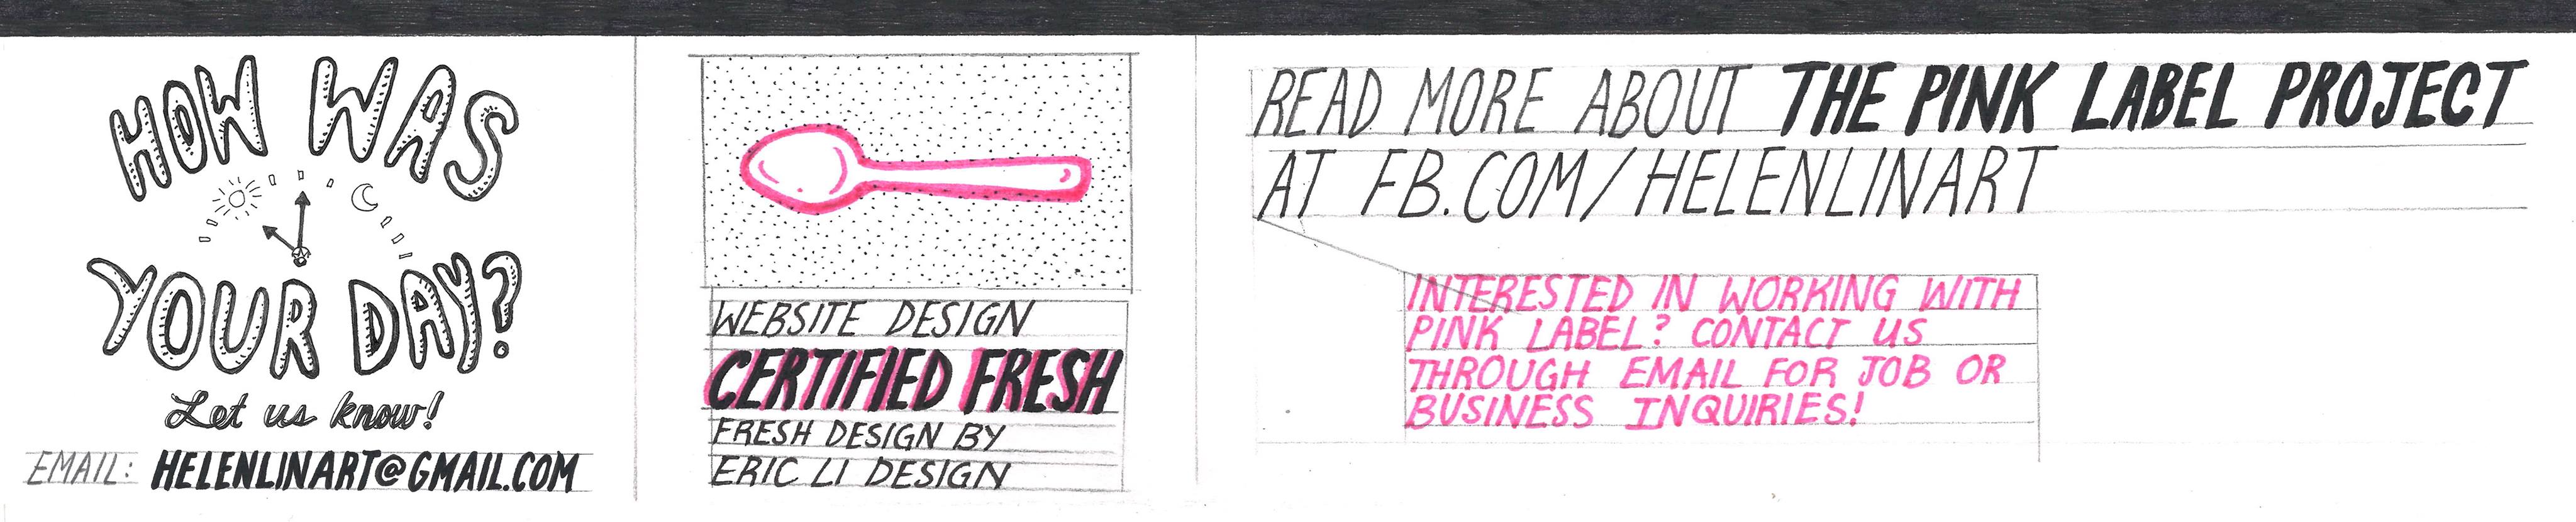 HOW WAS
YOUR DAY?
Let us know!
EMAIL: HELENLINART@GMAIL.COM
WEBSITE DESIGN
CERTIFIED FRESH
FRESH DESIGN BY
ERIC LI DESIGN
READ MORE ABOUT THE PINK LABEL PROJECT
AT FB.COM/HELENLINART
INTERESTED IN WORKING WITH
PINK LABEL? CONTACT US
THROUGH EMAIL FOR JOB OR
BUSINESS INQUIRIES!